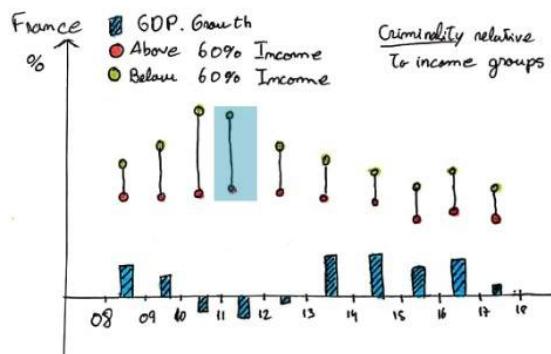 France
%
GDP. Growth
Above 60% Income
Below 60% Income
Criminality relative
To income groups
08 09 10 11 12 13 14 15 16 17 18